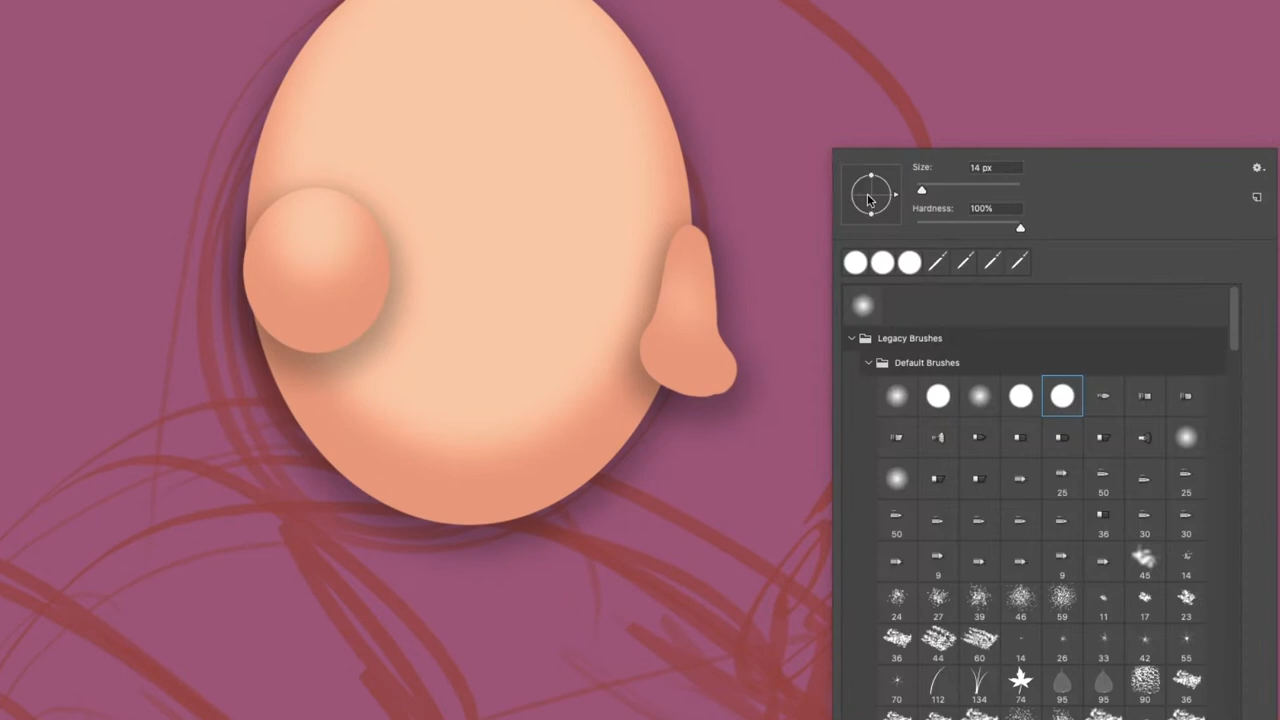 Size: 14 px
Hardness: 100%
Legacy Brushes
Default Brushes
25 50 25
50 36 30 30
9 9 45 14
24 27 39 46 59 11 17 23
36 44 60 14 26 33 42 55
70 112 134 74 95 95 90 36